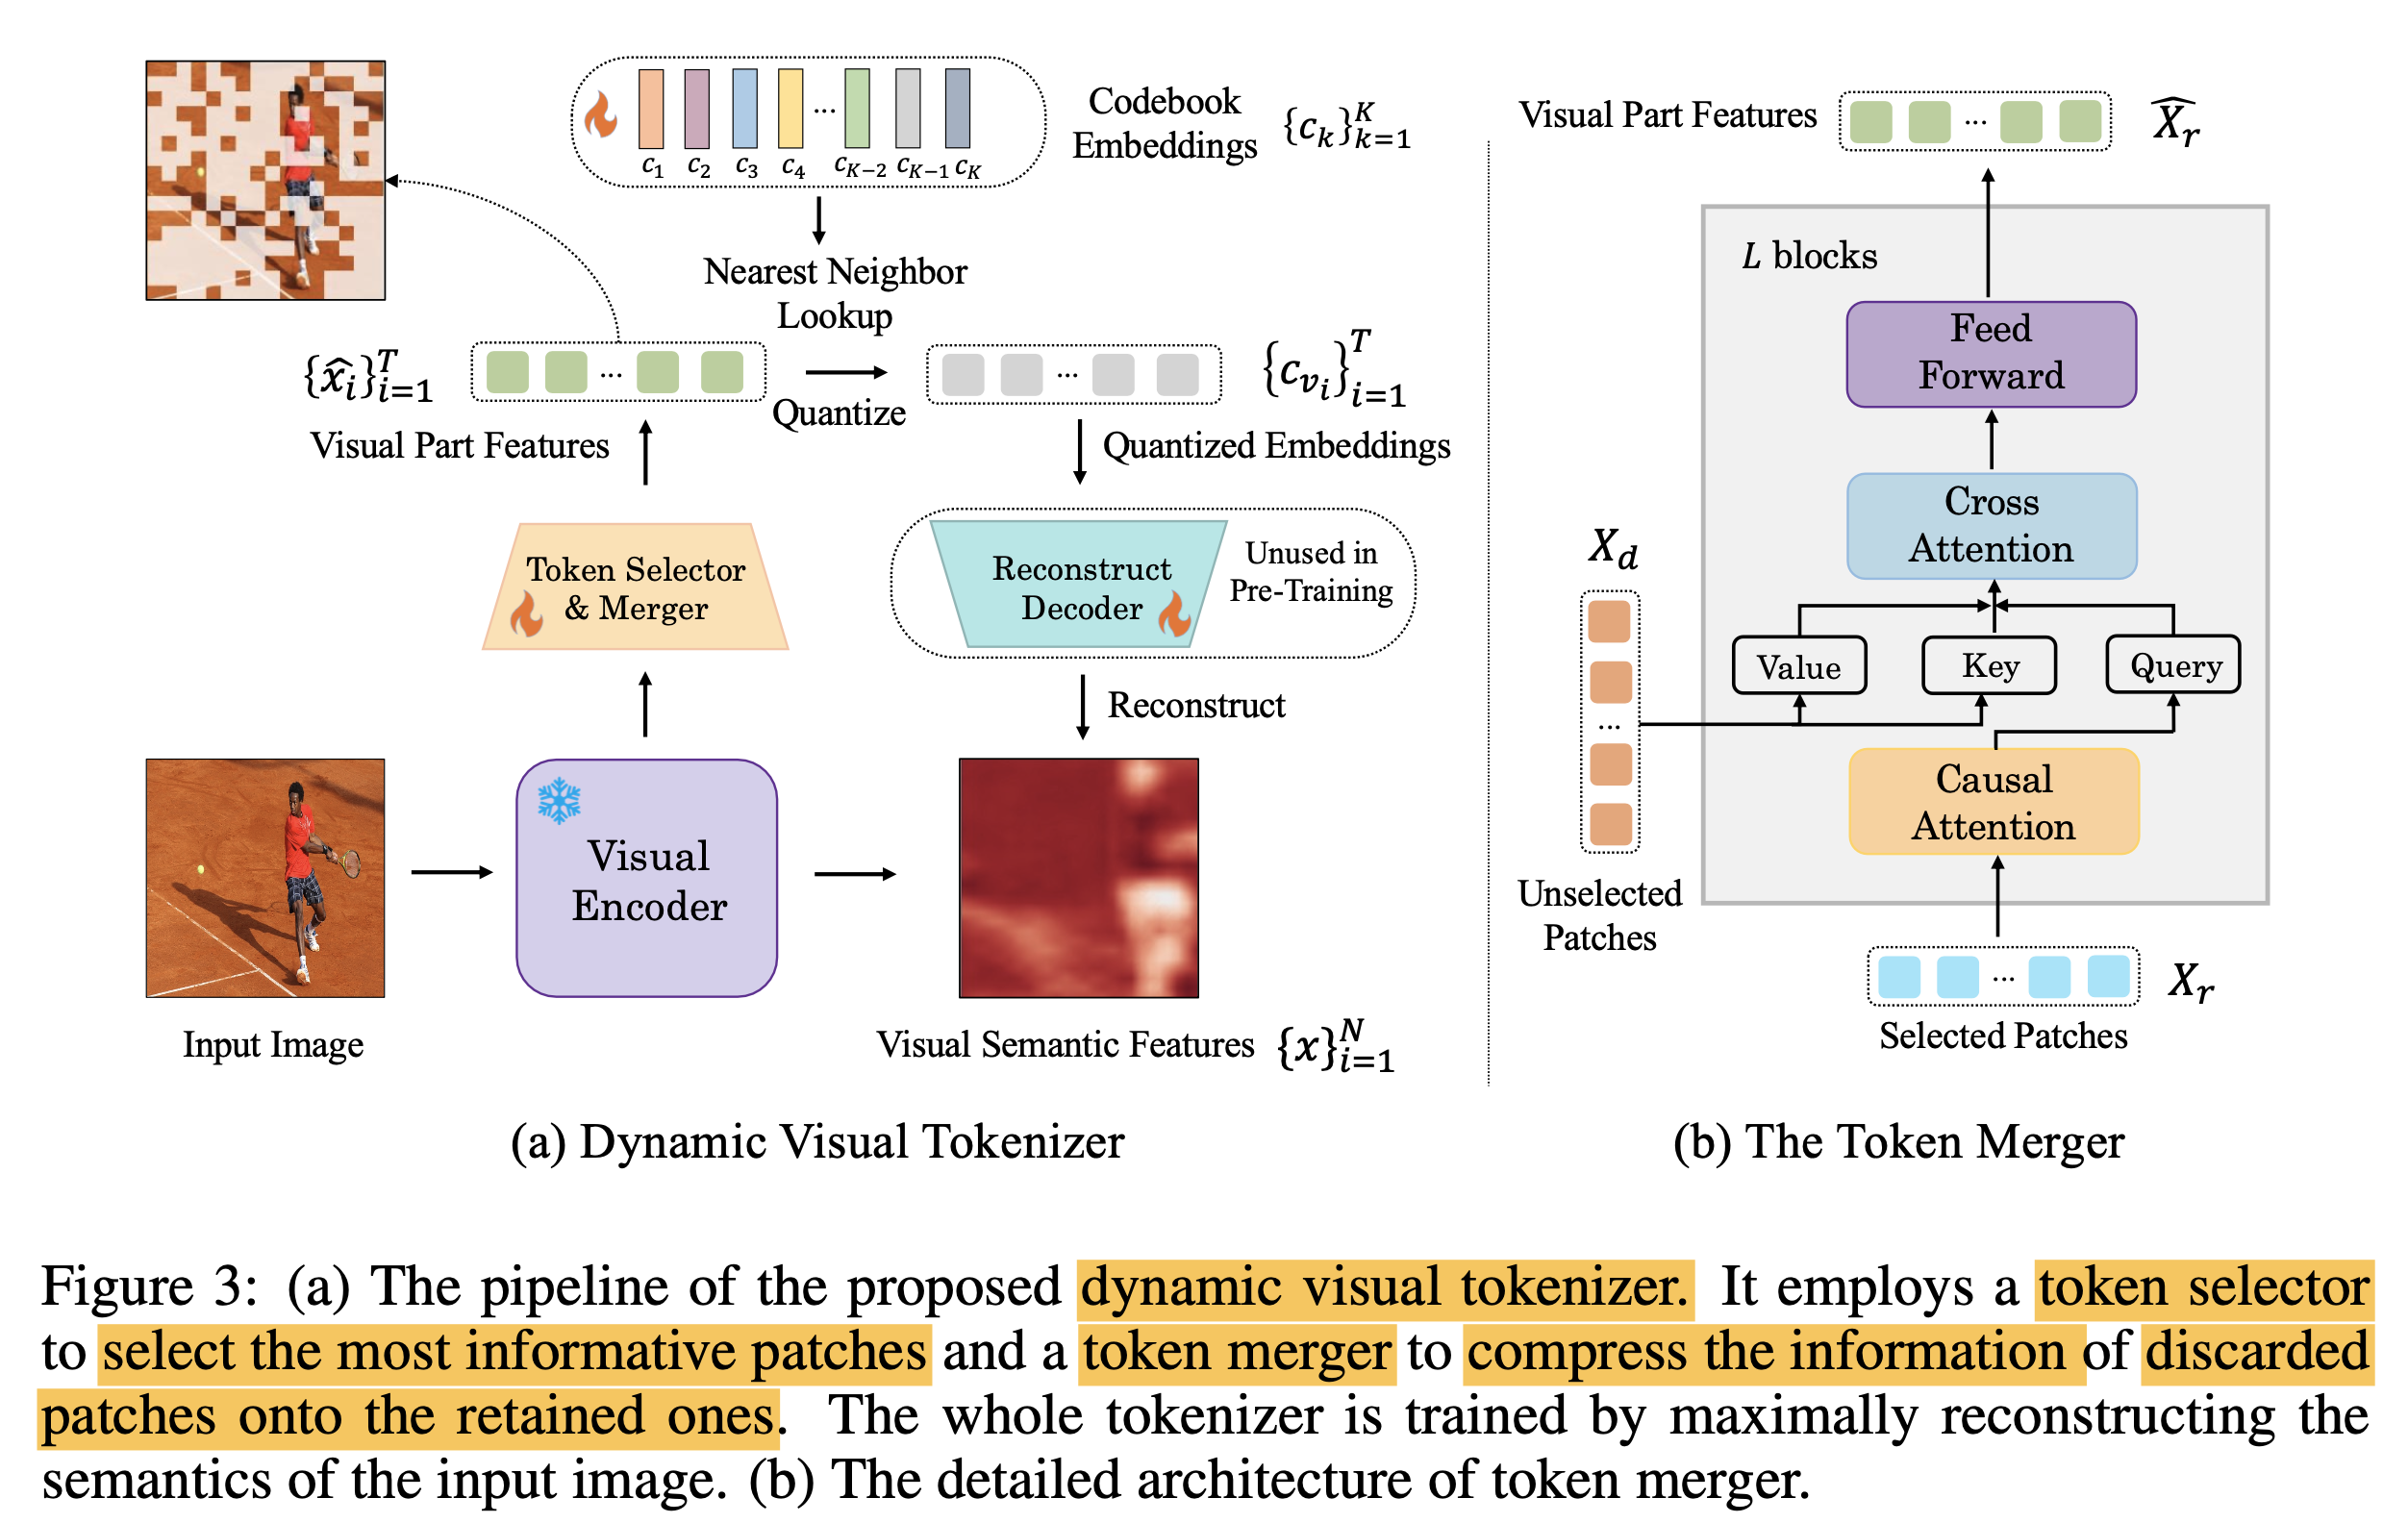 Codebook
Embeddings
{c_k}_{k=1}^{K}
...
c_1 c_2 c_3 c_4 c_{K−2} c_{K−1} c_K
Nearest Neighbor
Lookup
{x̂_i}_{i=1}^{T}
...
Quantize
...
{c_{v_i}}_{i=1}^{T}
Visual Part Features
Quantized Embeddings
Token Selector
& Merger
Reconstruct
Decoder
Unused in
Pre-Training
Reconstruct
Visual
Encoder
Input Image
Visual Semantic Features {x}_{i=1}^{N}
(a) Dynamic Visual Tokenizer
Visual Part Features
...
X̂_r
L blocks
Feed
Forward
Cross
Attention
X_d
Value
Key
Query
...
Causal
Attention
Unselected
Patches
...
X_r
Selected Patches
(b) The Token Merger
Figure 3: (a) The pipeline of the proposed dynamic visual tokenizer. It employs a token selector
to select the most informative patches and a token merger to compress the information of discarded
patches onto the retained ones. The whole tokenizer is trained by maximally reconstructing the
semantics of the input image. (b) The detailed architecture of token merger.